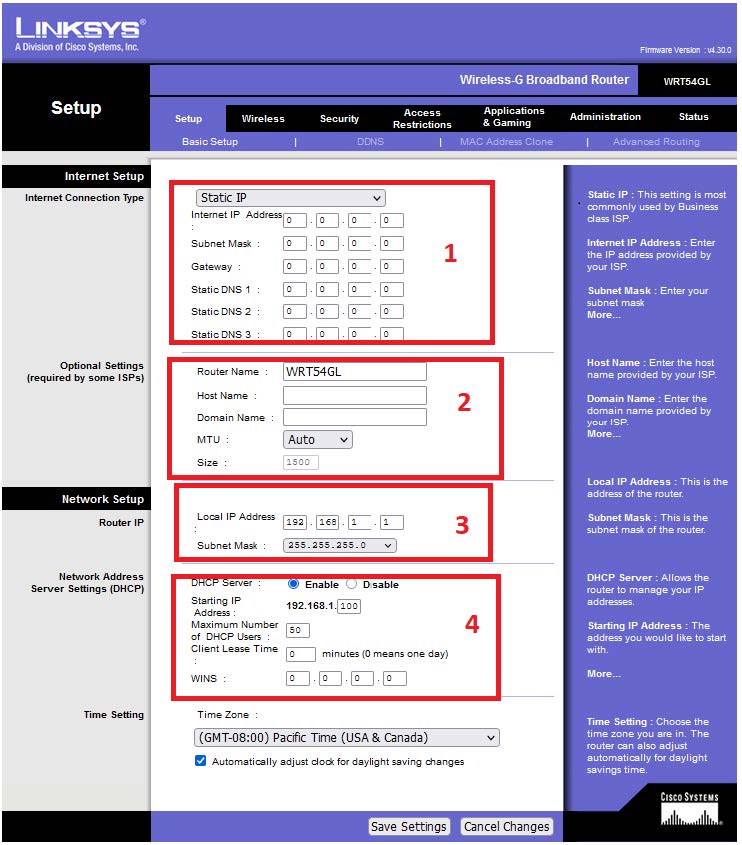 LINKSYS®
A Division of Cisco Systems, Inc.
Firmware Version : v4.30.0
Wireless-G Broadband Router WRT54GL
Setup
Setup Wireless Security Access Restrictions Applications & Gaming Administration Status
Basic Setup | DDNS | MAC Address Clone | Advanced Routing
Internet Setup
Internet Connection Type
Static IP
Internet IP Address : 0 . 0 . 0 . 0
Subnet Mask : 0 . 0 . 0 . 0
Gateway : 0 . 0 . 0 . 0
Static DNS 1 : 0 . 0 . 0 . 0
Static DNS 2 : 0 . 0 . 0 . 0
Static DNS 3 : 0 . 0 . 0 . 0
1
Static IP : This setting is most
commonly used by Business
class ISP.
Internet IP Address : Enter
the IP address provided by
your ISP.
Subnet Mask : Enter your
subnet mask
More...
Optional Settings
(required by some ISPs)
Router Name : WRT54GL
Host Name :
Domain Name :
MTU : Auto
Size : 1500
2
Host Name : Enter the host
name provided by your ISP.
Domain Name : Enter the
domain name provided by
your ISP.
More...
Network Setup
Router IP
Local IP Address : 192 . 168 . 1 . 1
Subnet Mask : 255.255.255.0
3
Local IP Address : This is the
address of the router.
Subnet Mask : This is the
subnet mask of the router.
Network Address
Server Settings (DHCP)
DHCP Server : Enable Disable
Starting IP
Address : 192.168.1. 100
Maximum Number
of DHCP Users : 50
Client Lease Time : 0 minutes (0 means one day)
WINS : 0 . 0 . 0 . 0
4
DHCP Server : Allows the
router to manage your IP
addresses.
Starting IP Address : The
address you would like to start
with.
More...
Time Setting
Time Zone :
(GMT-08:00) Pacific Time (USA & Canada)
Automatically adjust clock for daylight saving changes
Time Setting : Choose the
time zone you are in. The
router can also adjust
automatically for daylight
savings time.
Save Settings Cancel Changes
CISCO SYSTEMS